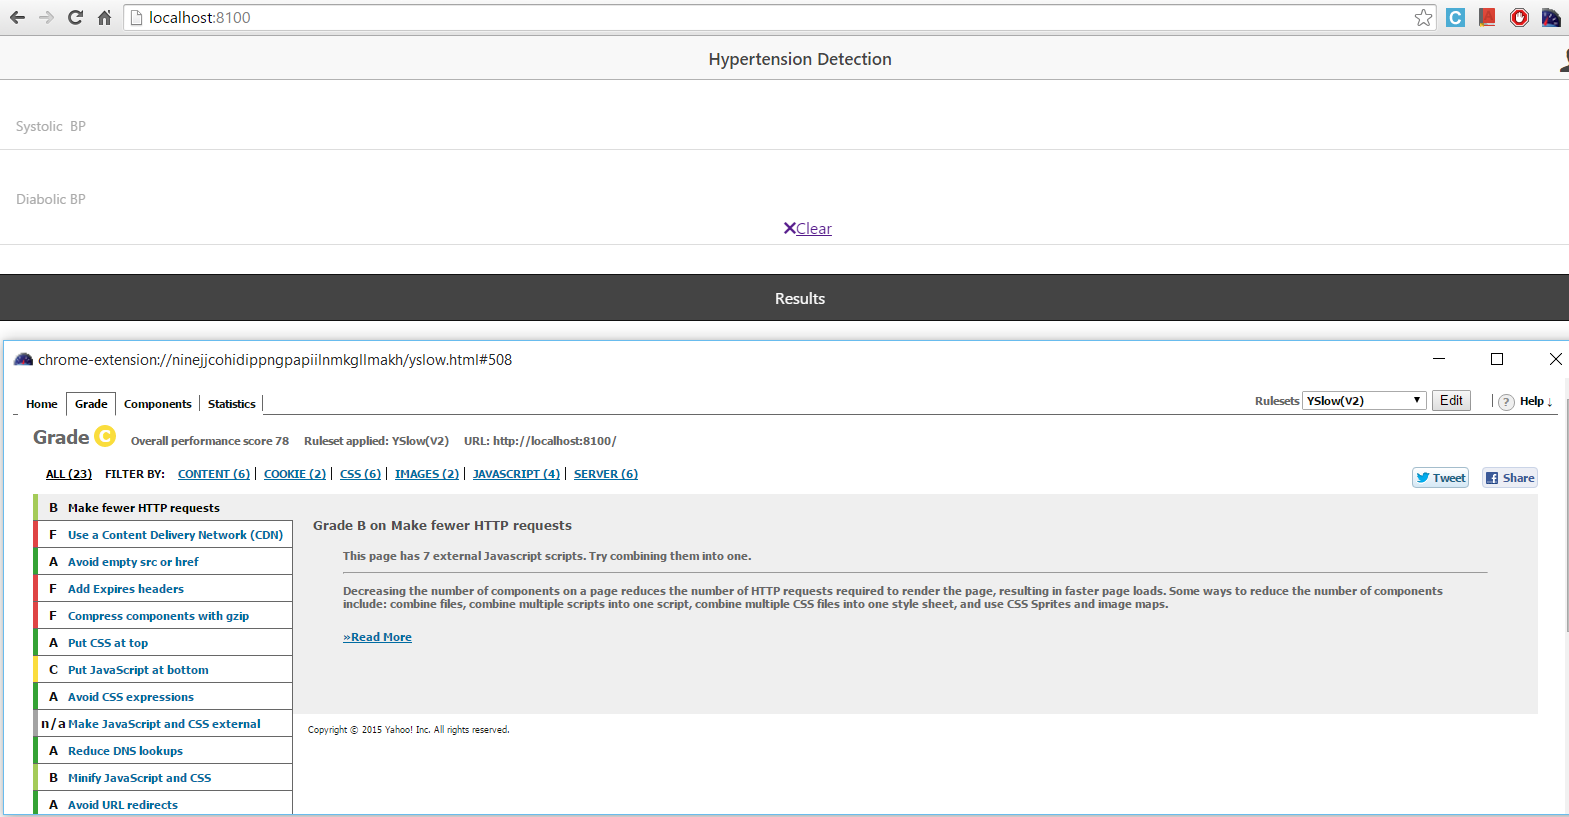 localhost:8100
Hypertension Detection
Systolic BP
Diabolic BP
Clear
Results
chrome-extension://ninejjcohidippngpapiilnmkgllmakh/yslow.html#508
Home Grade Components Statistics Rulesets YSlow(V2) Edit ? Help ↓
Grade C Overall performance score 78 Ruleset applied: YSlow(V2) URL: http://localhost:8100/
ALL (23) FILTER BY: CONTENT (6) | COOKIE (2) | CSS (6) | IMAGES (2) | JAVASCRIPT (4) | SERVER (6)
Tweet Share
B Make fewer HTTP requests
F Use a Content Delivery Network (CDN)
A Avoid empty src or href
F Add Expires headers
F Compress components with gzip
A Put CSS at top
C Put JavaScript at bottom
A Avoid CSS expressions
n/a Make JavaScript and CSS external
A Reduce DNS lookups
B Minify JavaScript and CSS
A Avoid URL redirects
Grade B on Make fewer HTTP requests
This page has 7 external Javascript scripts. Try combining them into one.
Decreasing the number of components on a page reduces the number of HTTP requests required to render the page, resulting in faster page loads. Some ways to reduce the number of components
include: combine files, combine multiple scripts into one script, combine multiple CSS files into one style sheet, and use CSS Sprites and image maps.
»Read More
Copyright © 2015 Yahoo! Inc. All rights reserved.